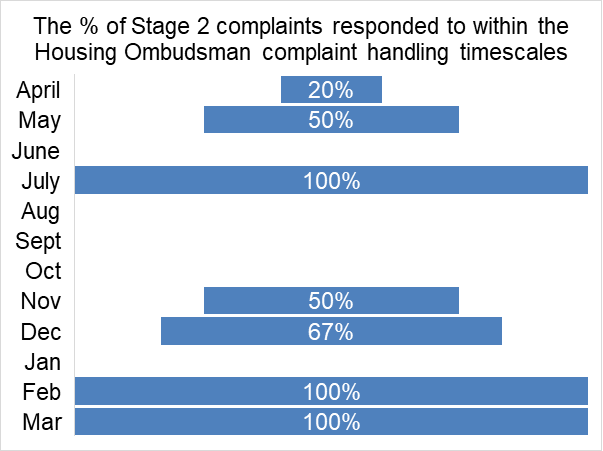 The % of Stage 2 complaints responded to within the
Housing Ombudsman complaint handling timescales
April 20%
May 50%
June
July 100%
Aug
Sept
Oct
Nov 50%
Dec 67%
Jan
Feb 100%
Mar 100%